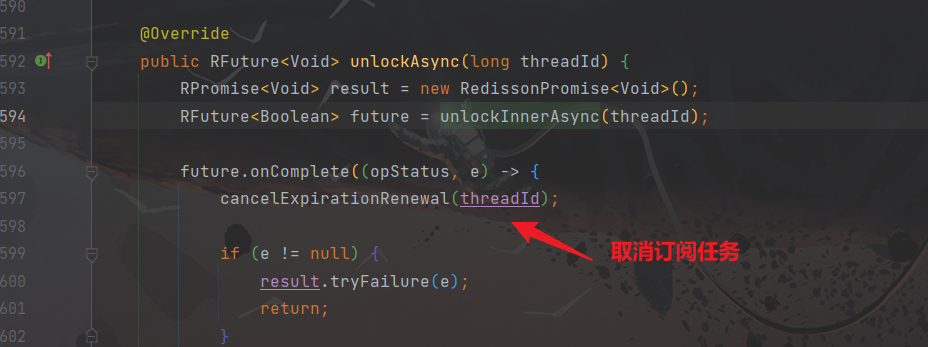 590
591 @Override
592 public RFuture<Void> unlockAsync(long threadId) {
593 RPromise<Void> result = new RedissonPromise<Void>();
594 RFuture<Boolean> future = unlockInnerAsync(threadId);
595
596 future.onComplete((opStatus, e) -> {
597 cancelExpirationRenewal(threadId);
598
取消订阅任务
599 if (e != null) {
600 result.tryFailure(e);
601 return;
602 }